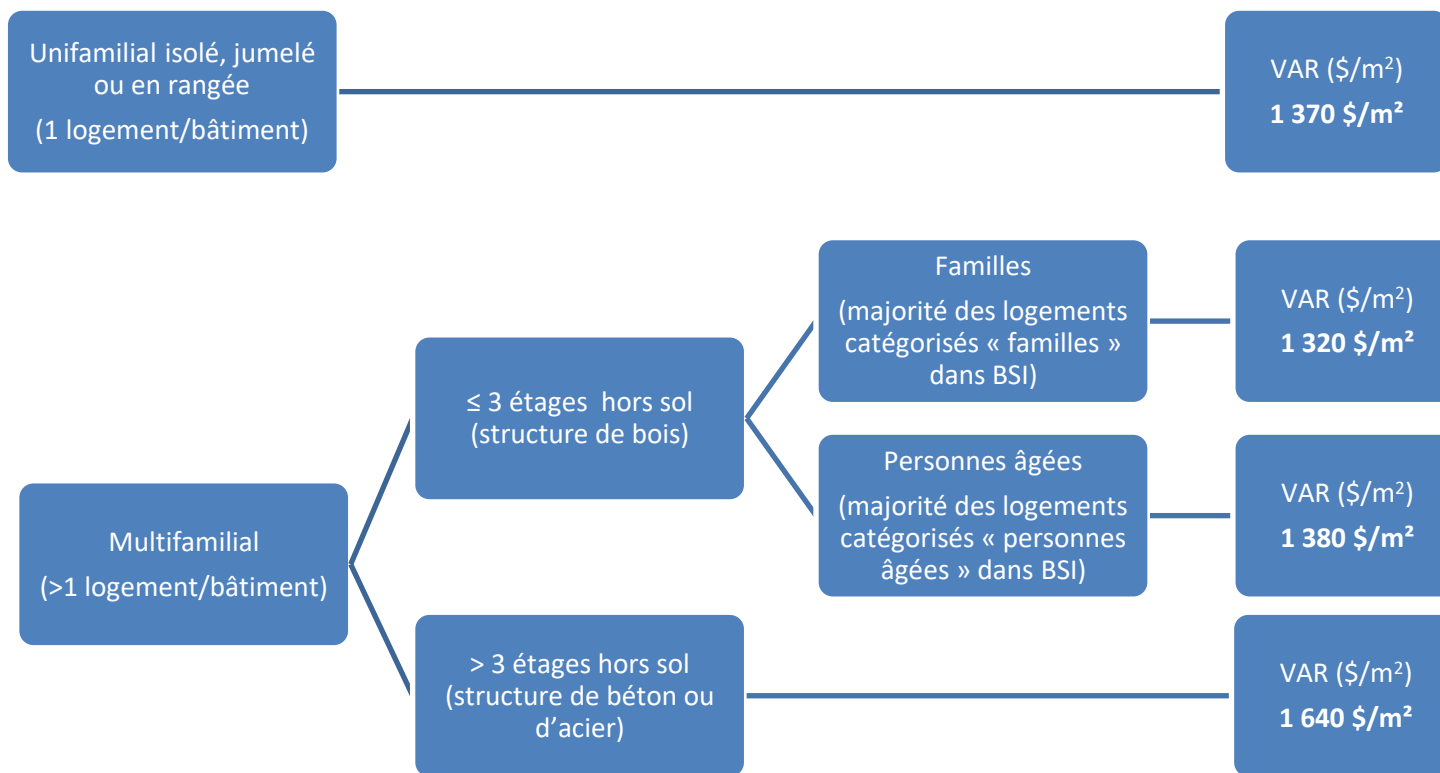 Unifamilial isolé, jumelé
ou en rangée
(1 logement/bâtiment)
VAR ($/m²)
1 370 $/m²
Multifamilial
(>1 logement/bâtiment)
≤ 3 étages hors sol
(structure de bois)
Familles
(majorité des logements
catégorisés « familles »
dans BSI)
VAR ($/m²)
1 320 $/m²
Personnes âgées
(majorité des logements
catégorisés « personnes
âgées » dans BSI)
VAR ($/m²)
1 380 $/m²
> 3 étages hors sol
(structure de béton ou
d’acier)
VAR ($/m²)
1 640 $/m²